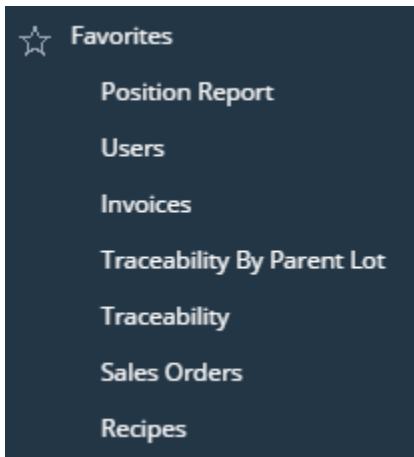 Favorites
Position Report
Users
Invoices
Traceability By Parent Lot
Traceability
Sales Orders
Recipes